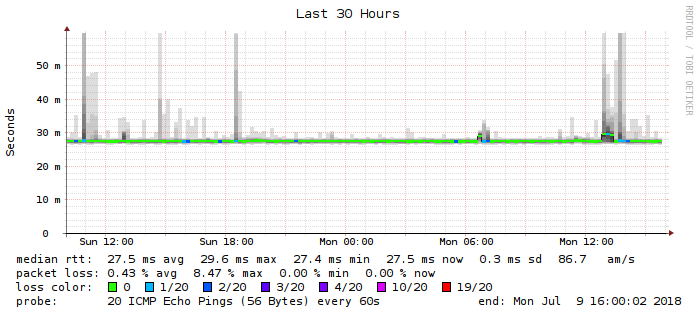 Last 30 Hours
RRDTOOL / TOBI OETIKER
Seconds
50 m
40 m
30 m
20 m
10 m
0
Sun 12:00 Sun 18:00 Mon 00:00 Mon 06:00 Mon 12:00
median rtt: 27.5 ms avg 29.6 ms max 27.4 ms min 27.5 ms now 0.3 ms sd 86.7 am/s
packet loss: 0.43 % avg 8.47 % max 0.00 % min 0.00 % now
loss color: 0 1/20 2/20 3/20 4/20 10/20 19/20
probe: 20 ICMP Echo Pings (56 Bytes) every 60s end: Mon Jul 9 16:00:02 2018